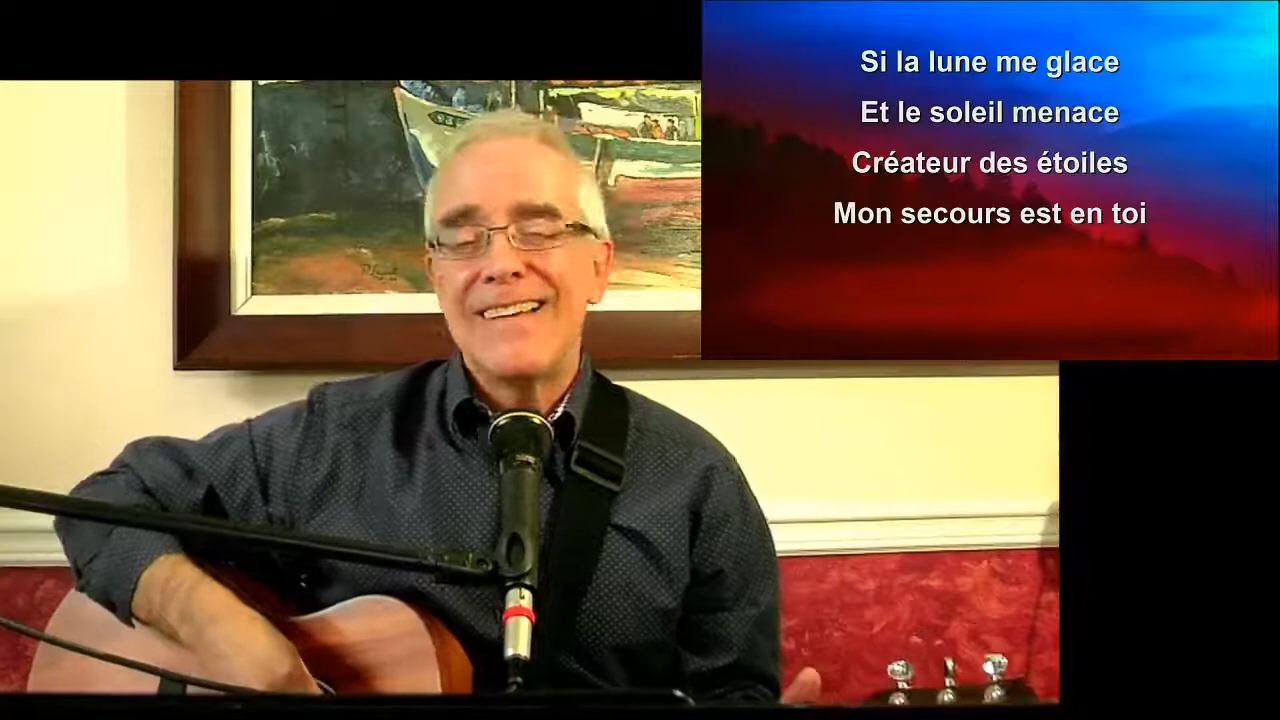 Si la lune me glace
Et le soleil menace
Créateur des étoiles
Mon secours est en toi